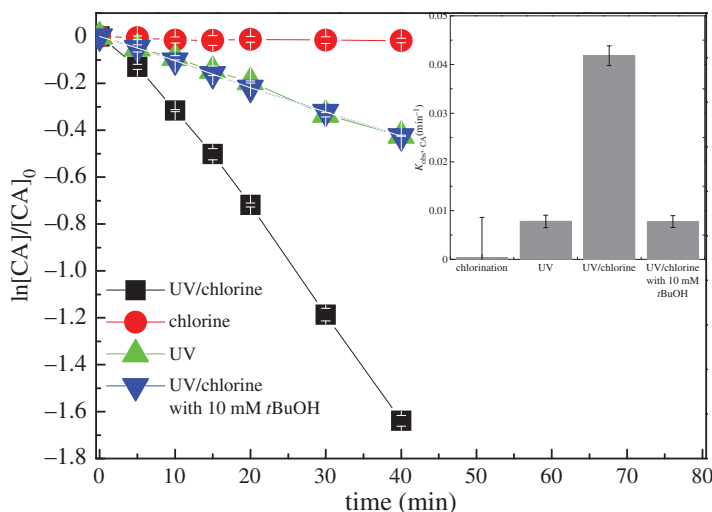 0
−0.2
−0.4
−0.6
−0.8
−1.0
−1.2
−1.4
−1.6
−1.8
ln[CA]/[CA]0
0
10
20
30
40
50
60
70
80
time (min)
UV/chlorine
chlorine
UV
UV/chlorine
with 10 mM tBuOH
0.05
0.04
0.03
0.02
0.01
0
Kobs, CA (min−1)
chlorination
UV
UV/chlorine
UV/chlorine
with 10 mM
tBuOH